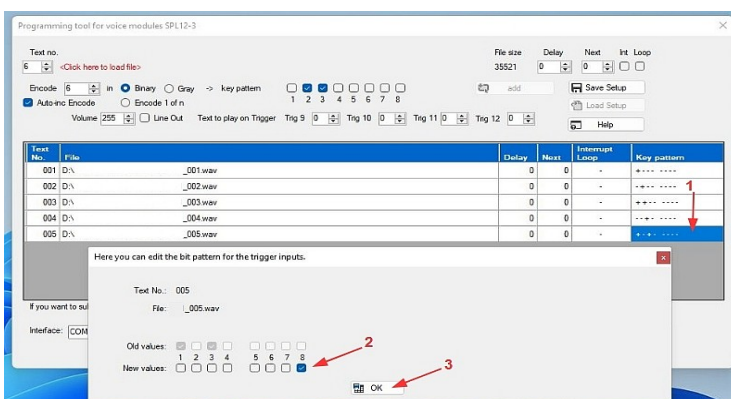 Programming tool for voice modules SPL12-3
Text no. File size Delay Next Int Loop
6 <Click here to load file> 35521 0 0
Encode 6 in Binary Gray -> key pattern add Save Setup
Auto-inc Encode Encode 1 of n 1 2 3 4 5 6 7 8 Load Setup
Volume 255 Line Out Text to play on Trigger Trig 9 0 Trig 10 0 Trig 11 0 Trig 12 0 Help
Text No. File Delay Next Interrupt Loop Key pattern
001 D:\ _001.wav 0 0 - +--- ----
002 D:\ _002.wav 0 0 - -+-- ---- 1
003 D:\ _003.wav 0 0 - ++-- ----
004 D:\ _004.wav 0 0 - --+- ----
005 D:\ _005.wav 0 0 - +-+- ----
Here you can edit the bit pattern for the trigger inputs.
Text No.: 005
If you want to
File: _005.wav
Interface: COM
Old values: 2
1 2 3 4 5 6 7 8
New values: 3
OK